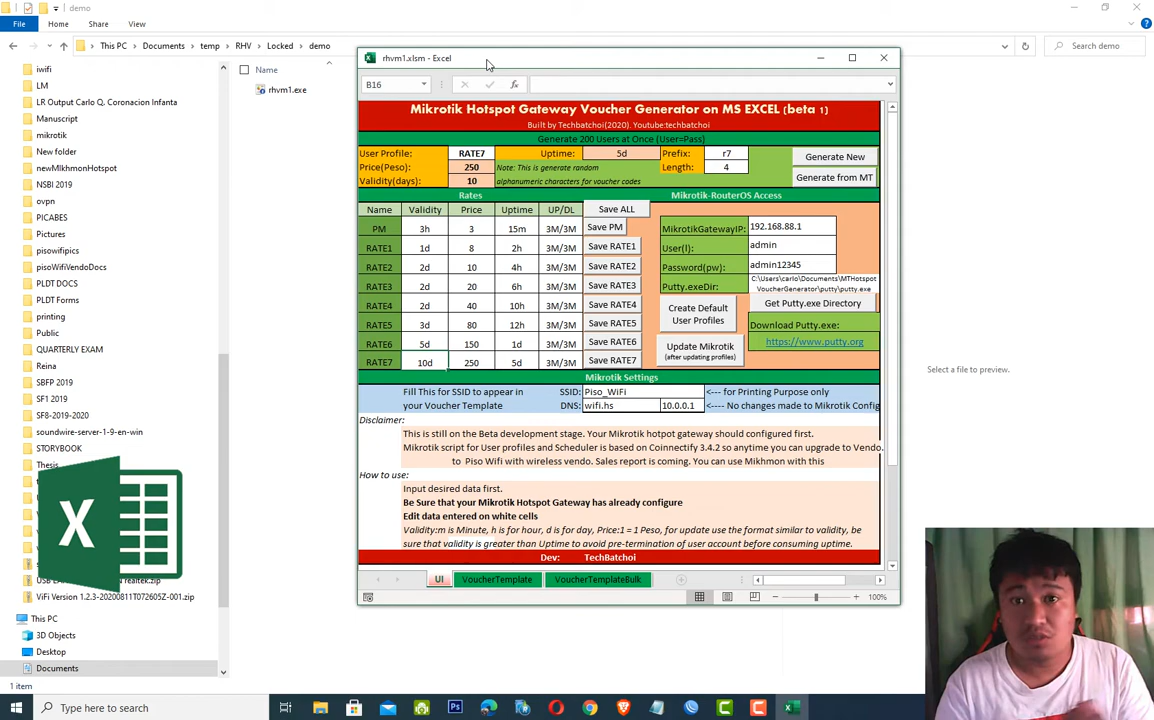 demo
File Home Share View
This PC Documents temp RHV Locked demo
Search demo
Name
rhvm1.exe
iwifi
LM
LR Output Carlo Q. Coronacion Infographic
Manuscript
mikrotik
New folder
newMIkhmonHotspot
NSBI 2019
ovpn
PICABES
Pictures
pisowifipics
pisoWifiVendoDocs
PLDT DOCS
PLDT Forms
printing
Public
QUARTERLY EXAM
Reina
SBFP 2019
SF1 2019
SF8-2019-2020
soundwire-server-1-9-en-win
STORYBOOK
Thesis
X
ealtek.zip
ViFi Version 1.2.3-20200811T072605Z-001.zip
This PC
3D Objects
Desktop
Documents
1 item
Select a file to preview.
rhvm1.xlsm - Excel
B16 fx
Mikrotik Hotspot Gateway Voucher Generator on MS EXCEL (beta 1)
Built by Techbatchoi(2020). Youtube:techbatchoi
Generate 200 Users at Once (User=Pass)
User Profile: RATE7 Uptime: 5d Prefix: r7 Generate New
Price(Peso): 250 Note: This is generate random Length: 4
Validity(days): 10 alphanumeric characters for voucher codes Generate from MT
Rates Mikrotik-RouterOS Access
Name Validity Price Uptime UP/DL Save ALL
PM 3h 3 15m 3M/3M Save PM MikrotikGatewayIP: 192.168.88.1
RATE1 1d 8 2h 3M/3M Save RATE1 User(l): admin
RATE2 2d 10 4h 3M/3M Save RATE2 Password(pw): admin12345
RATE3 2d 20 6h 3M/3M Save RATE3 Putty.exeDir: C:\Users\carlo\Documents\MTHotspot
VoucherGenerator\putty\putty.exe
RATE4 2d 40 10h 3M/3M Save RATE4 Create Default User Profiles Get Putty.exe Directory
RATE5 3d 80 12h 3M/3M Save RATE5 Download Putty.exe:
RATE6 5d 150 1d 3M/3M Save RATE6 Update Mikrotik https://www.putty.org
RATE7 10d 250 5d 3M/3M Save RATE7 (after updating profiles)
Mikrotik Settings
Fill This for SSID to appear in SSID: Piso_WiFi <--- for Printing Purpose only
your Voucher Template DNS: wifi.hs 10.0.0.1 <---- No changes made to Mikrotik Config
Disclaimer:
This is still on the Beta development stage. Your Mikrotik hotpot gateway should configured first.
Mikrotik script for User profiles and Scheduler is based on Coinnectify 3.4.2 so anytime you can upgrade to Vendo.
to Piso Wifi with wireless vendo. Sales report is coming. You can use Mikhmon with this
How to use:
Input desired data first.
Be Sure that your Mikrotik Hotspot Gateway has already configure
Edit data entered on white cells
Validity:m is Minute, h is for hour, d is for day, Price:1 = 1 Peso, for update use the format similar to validity, be
sure that validity is greater than Uptime to avoid pre-termination of user account before consuming uptime.
Dev: TechBatchoi
UI VoucherTemplate VoucherTemplateBulk
100%
Type here to search